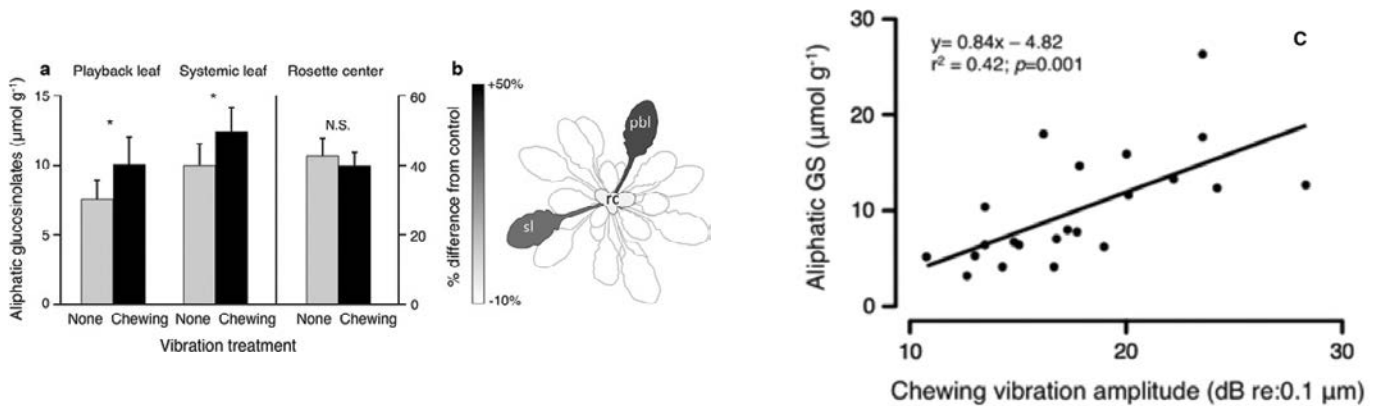 a
Playback leaf Systemic leaf Rosette center
Aliphatic glucosinolates (µmol g⁻¹)
15
10
5
0
*
*
N.S.
60
40
20
0
None Chewing None Chewing None Chewing
Vibration treatment
b
% difference from control
+50%
-10%
pbl
rc
sl
C
y= 0.84x – 4.82
r² = 0.42; p=0.001
Aliphatic GS (µmol g⁻¹)
30
20
10
0
10 20 30
Chewing vibration amplitude (dB re:0.1 µm)